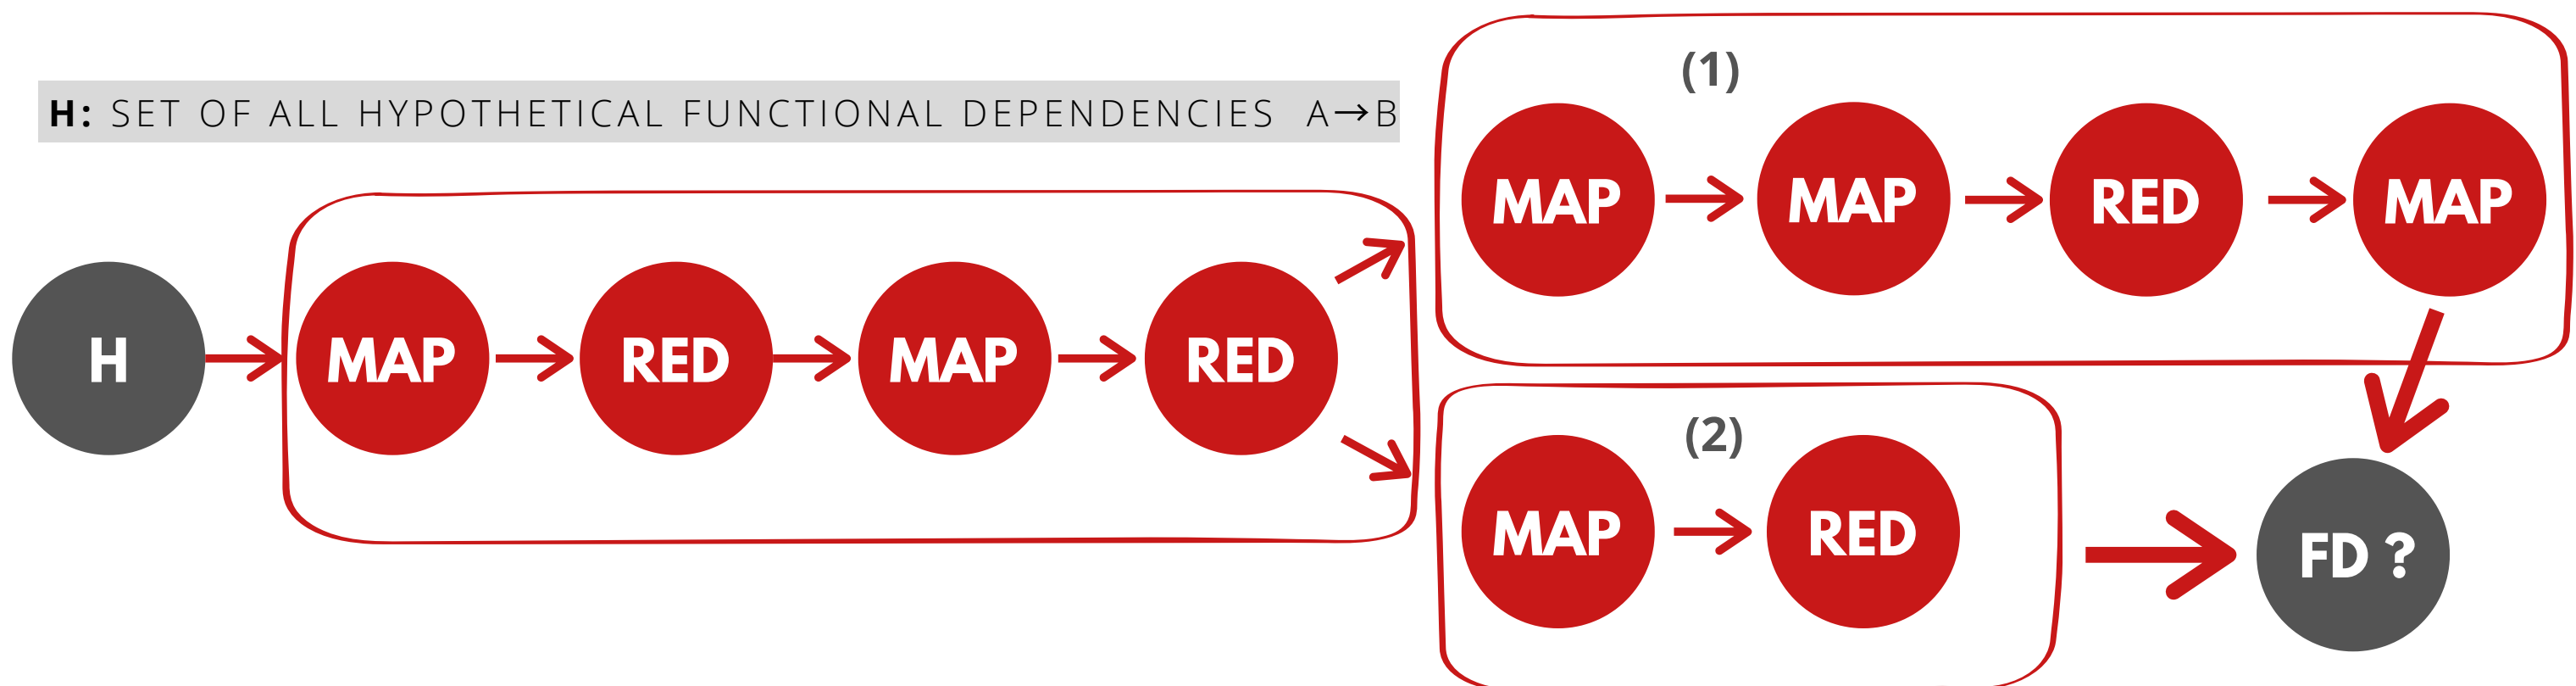 H: SET OF ALL HYPOTHETICAL FUNCTIONAL DEPENDENCIES A→B
H
MAP
RED
MAP
RED
(1)
MAP
MAP
RED
MAP
(2)
MAP
RED
FD ?